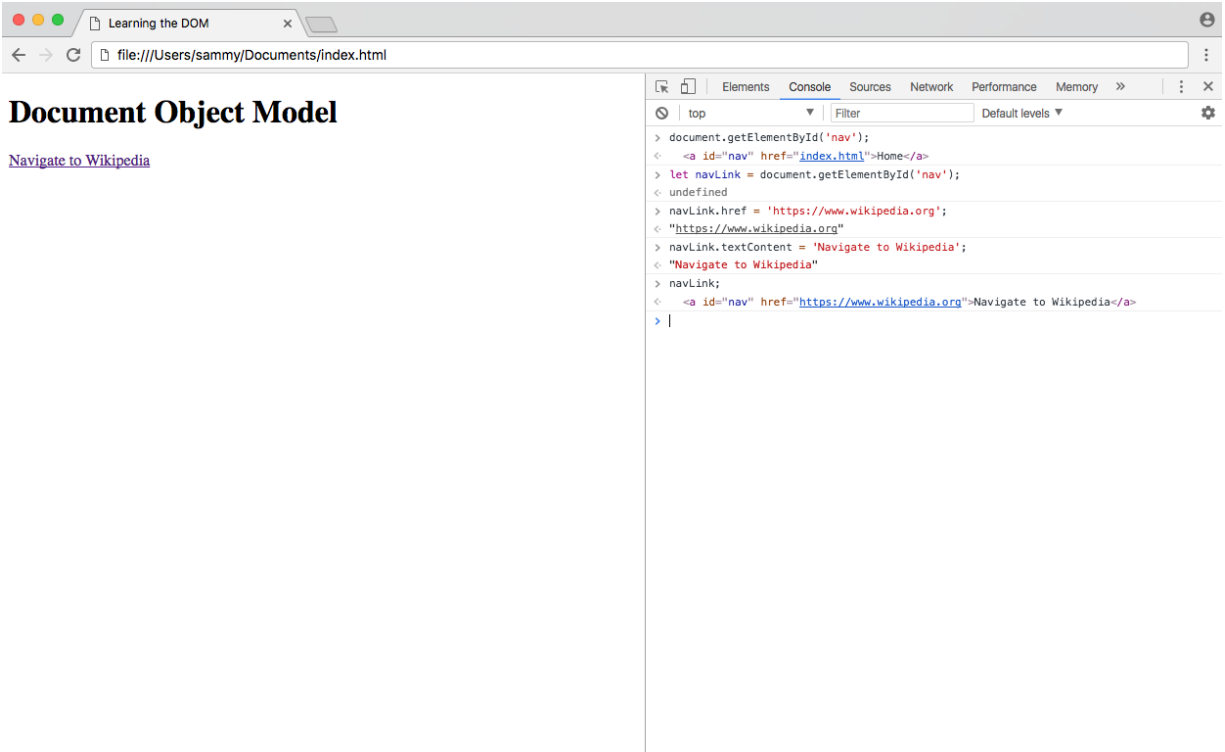 Learning the DOM
file:///Users/sammy/Documents/index.html
Document Object Model
Navigate to Wikipedia
Elements Console Sources Network Performance Memory »
top ▼ Filter Default levels ▼
> document.getElementById('nav');
<a id="nav" href="index.html">Home</a>
> let navLink = document.getElementById('nav');
undefined
> navLink.href = 'https://www.wikipedia.org';
"https://www.wikipedia.org"
> navLink.textContent = 'Navigate to Wikipedia';
"Navigate to Wikipedia"
> navLink;
<a id="nav" href="https://www.wikipedia.org">Navigate to Wikipedia</a>
>